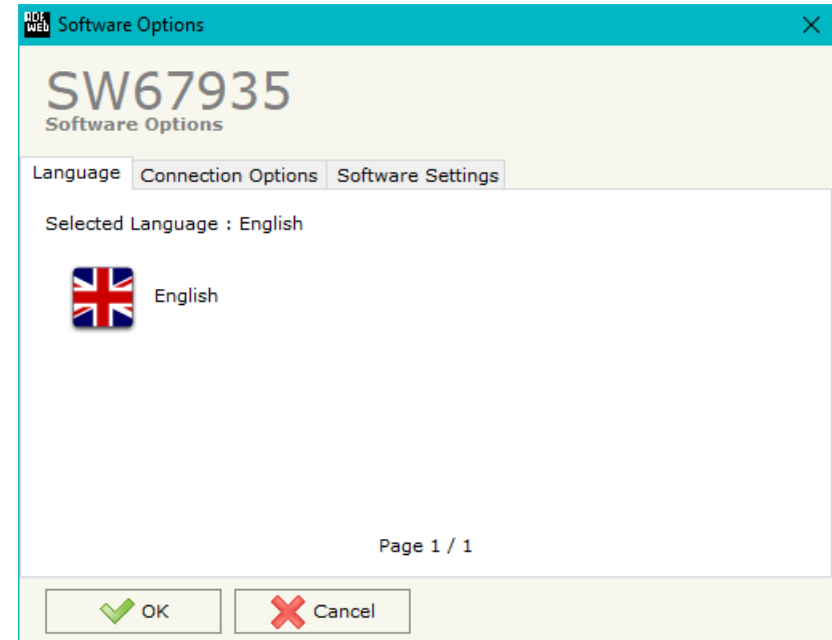 ADF
WEB Software Options
SW67935
Software Options
Language Connection Options Software Settings
Selected Language : English
English
Page 1 / 1
OK Cancel